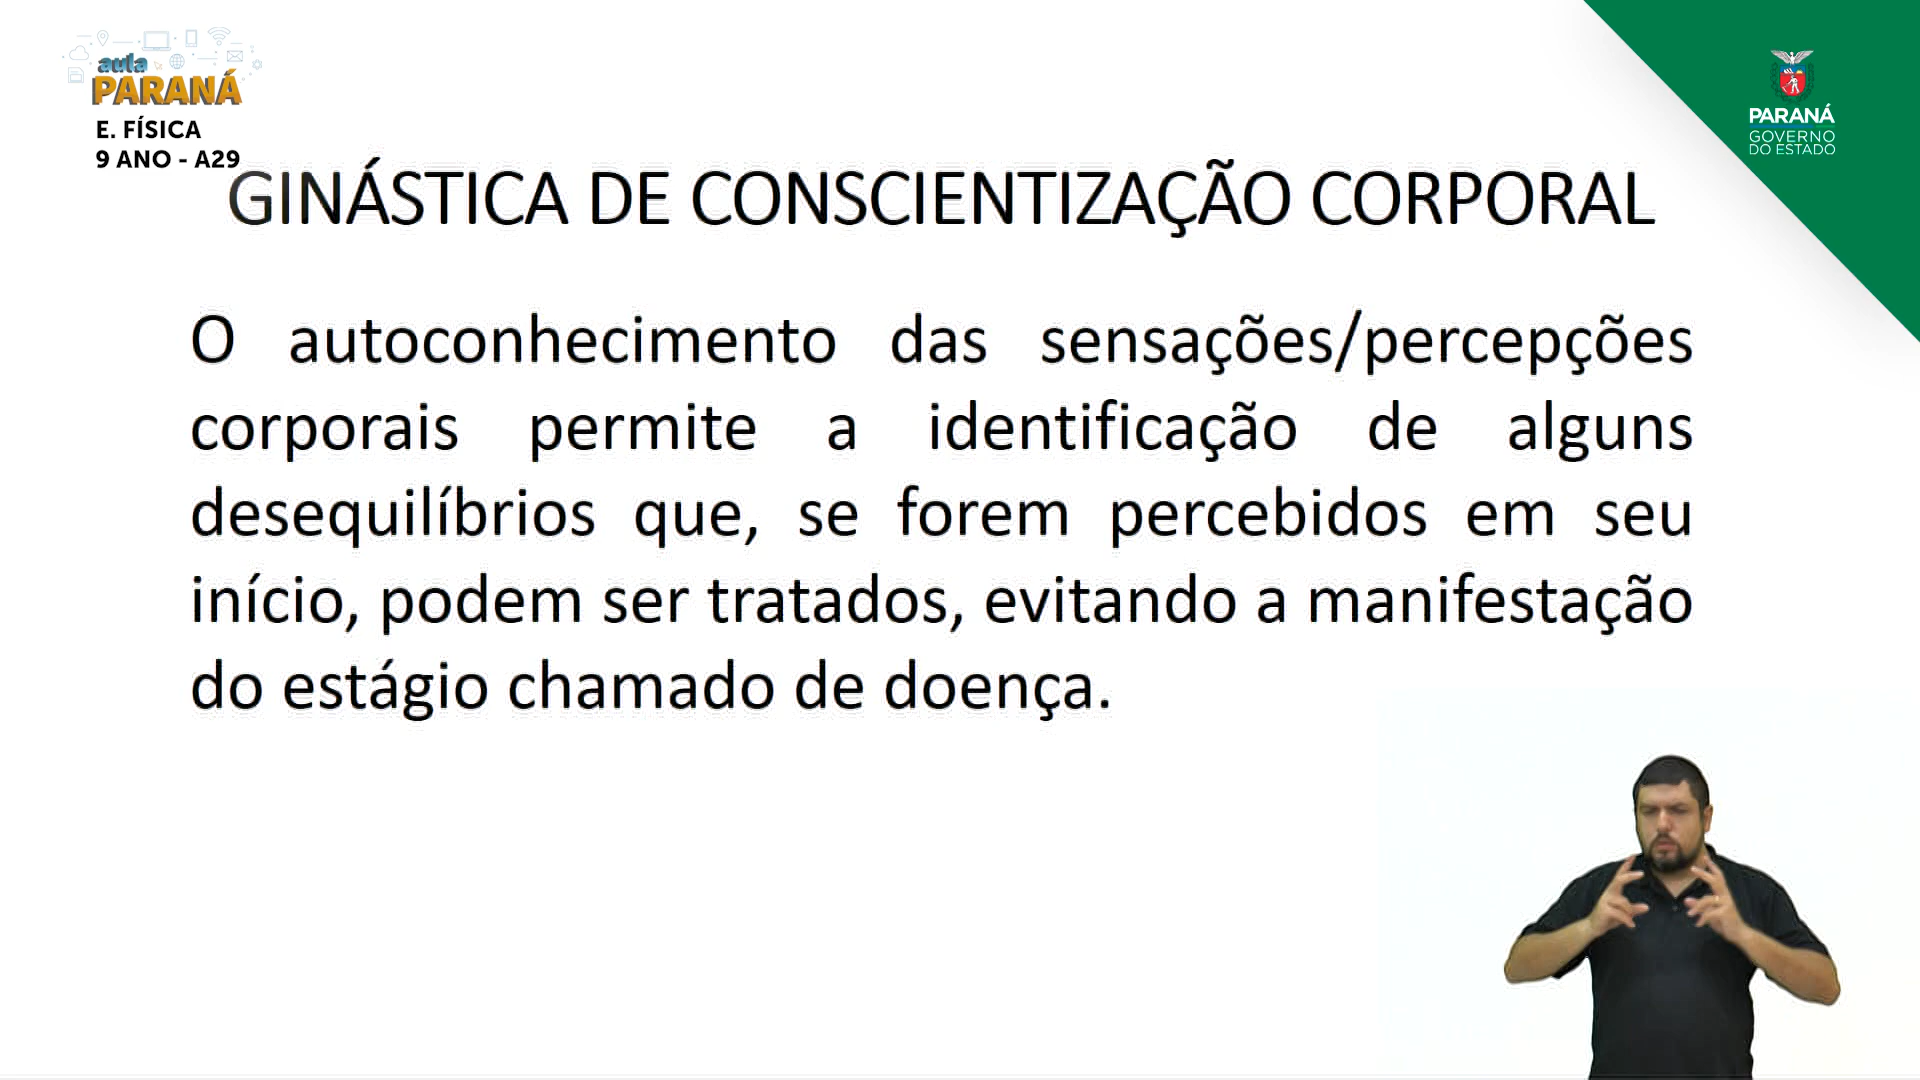 aula
PARANÁ
E. FÍSICA
9 ANO - A29
PARANÁ
GOVERNO
DO ESTADO
GINÁSTICA DE CONSCIENTIZAÇÃO CORPORAL
O autoconhecimento das sensações/percepções
corporais permite a identificação de alguns
desequilíbrios que, se forem percebidos em seu
início, podem ser tratados, evitando a manifestação
do estágio chamado de doença.